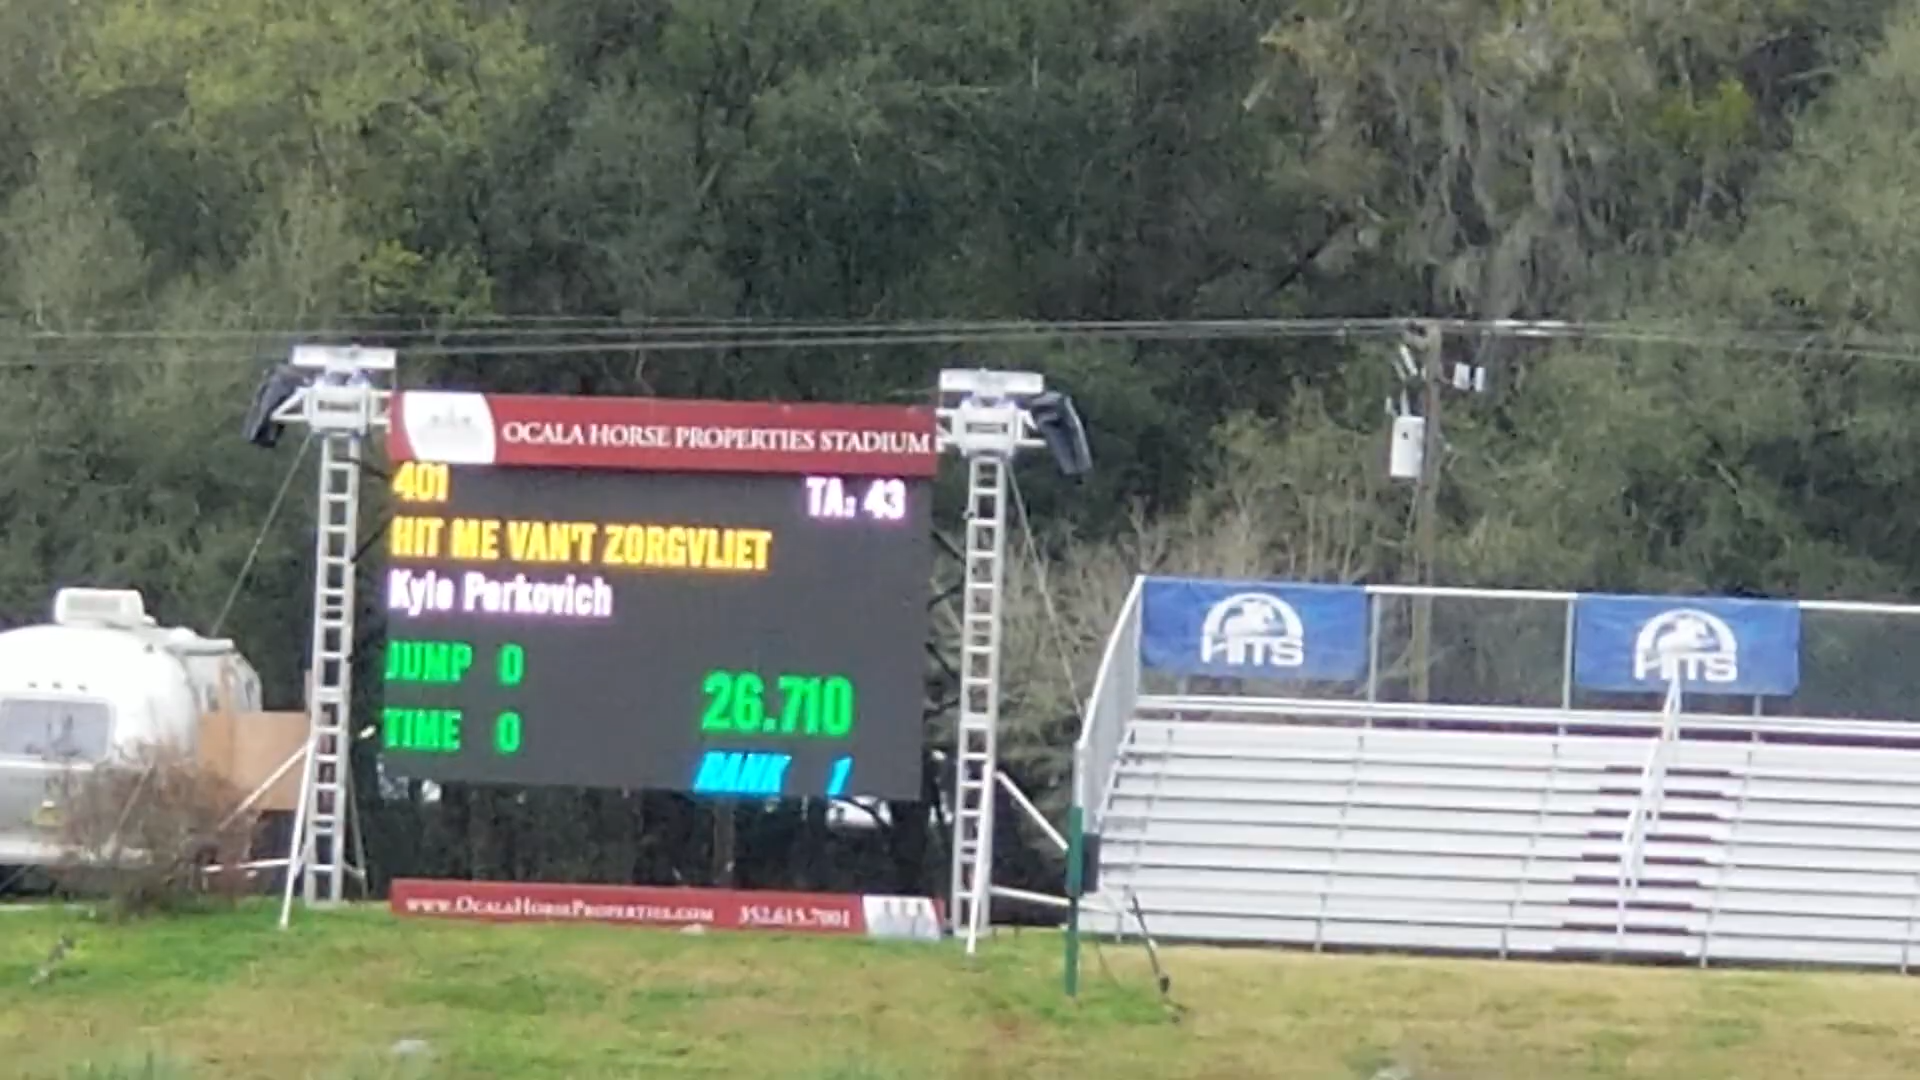 OCALA HORSE PROPERTIES STADIUM
401 TA: 43
HIT ME VAN'T ZORGVLIET
Kyle Perkovich
JUMP 0
26.710
TIME 0
RANK 1
www.OcalaHorseProperties.com 352.615.7001
HITS HITS